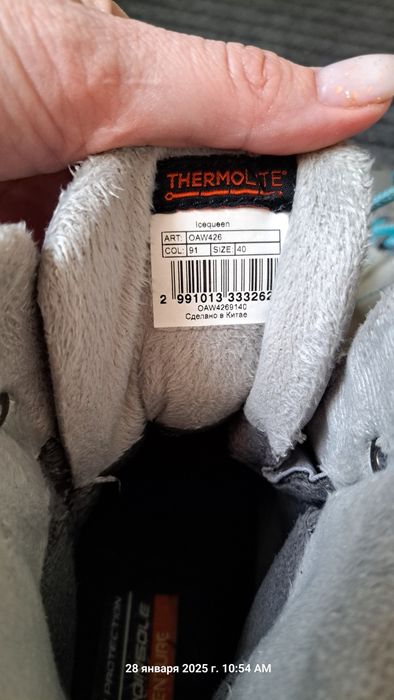 THERMOLITE®
Icequeen
ART: OAW426
COL: 91 SIZE: 40
2 991013 333262
OAW4269140
Сделано в Китае
PROTECTION
28 января 2025 г. 10:54 AM